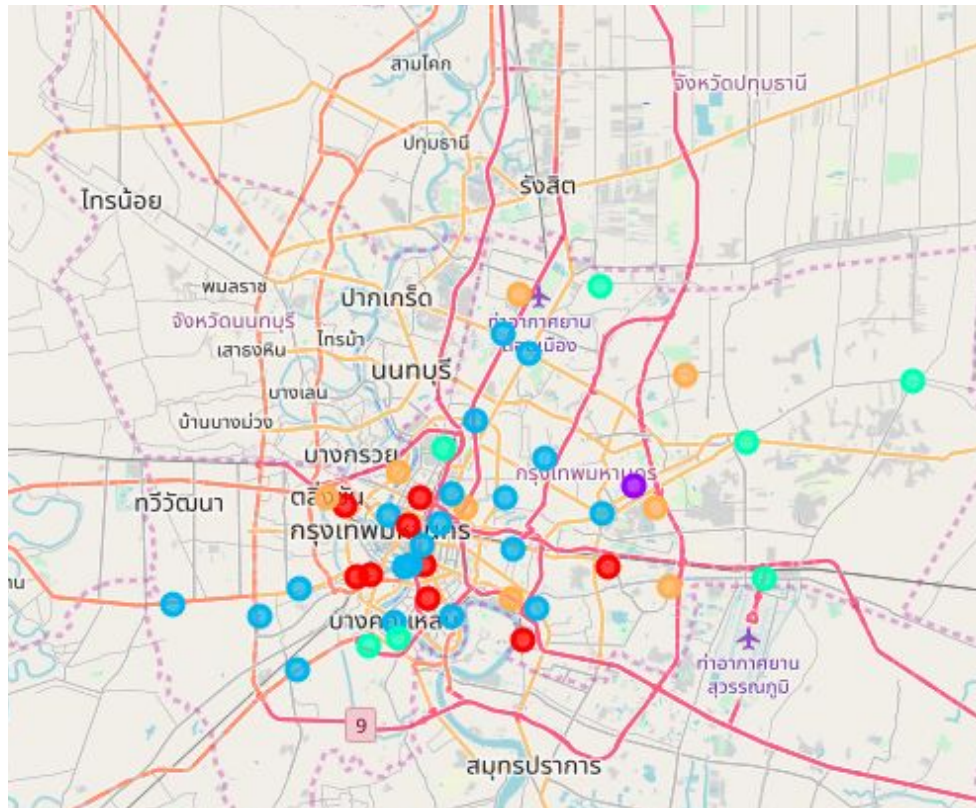 สามโคก
จังหวัดปทุมธานี
ปทุมธานี
รังสิต
ไทรน้อย
พมลราช
ปากเกร็ด
จังหวัดนนทบุรี
ท่าอากาศยาน
ไทรม้า
เสาธงหิน
นนทบุรี
บางเลน
บ้านบางม่วง
บางกรวย
กรุงเทพมหานคร
ทวีวัฒนา
กรุงเทพมหานคร
ท่าอากาศยาน
สุวรรณภูมิ
9
สมุทรปราการ